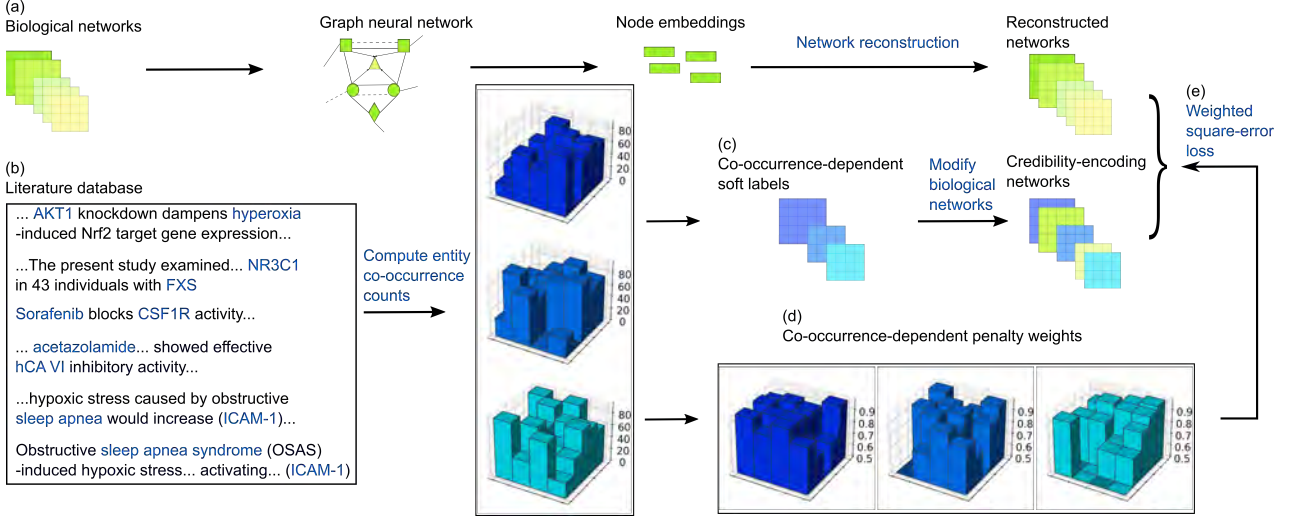 (a)
Biological networks
Graph neural network
Node embeddings
Network reconstruction
Reconstructed
networks
(b)
Literature database
... AKT1 knockdown dampens hyperoxia
-induced Nrf2 target gene expression...
...The present study examined... NR3C1
in 43 individuals with FXS
Sorafenib blocks CSF1R activity...
... acetazolamide... showed effective
hCA VI inhibitory activity...
...hypoxic stress caused by obstructive
sleep apnea would increase (ICAM-1)...
Obstructive sleep apnea syndrome (OSAS)
-induced hypoxic stress... activating... (ICAM-1)
Compute entity
co-occurrence
counts
80
60
40
20
0
80
60
40
20
0
80
60
40
20
0
(c)
Co-occurrence-dependent
soft labels
Modify
biological
networks
Credibility-encoding
networks
(d)
Co-occurrence-dependent penalty weights
0.9
0.8
0.7
0.6
0.5
0.9
0.8
0.7
0.6
0.5
0.9
0.8
0.7
0.6
0.5
(e)
Weighted
square-error
loss